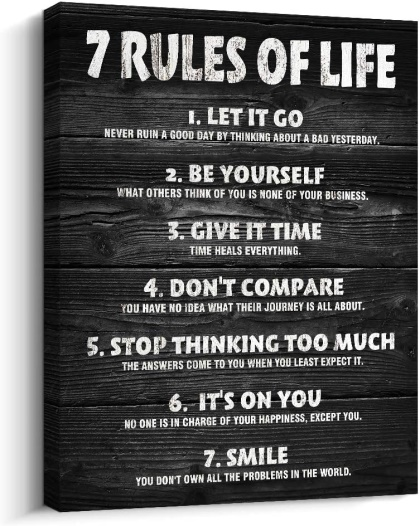 7 RULES OF LIFE
1. LET IT GO
NEVER RUIN A GOOD DAY BY THINKING ABOUT A BAD YESTERDAY.
2. BE YOURSELF
WHAT OTHERS THINK OF YOU IS NONE OF YOUR BUSINESS.
3. GIVE IT TIME
TIME HEALS EVERYTHING.
4. DON'T COMPARE
YOU HAVE NO IDEA WHAT THEIR JOURNEY IS ALL ABOUT.
5. STOP THINKING TOO MUCH
THE ANSWERS COME TO YOU WHEN YOU LEAST EXPECT IT.
6. IT'S ON YOU
NO ONE IS IN CHARGE OF YOUR HAPPINESS, EXCEPT YOU.
7. SMILE
YOU DON'T OWN ALL THE PROBLEMS IN THE WORLD.